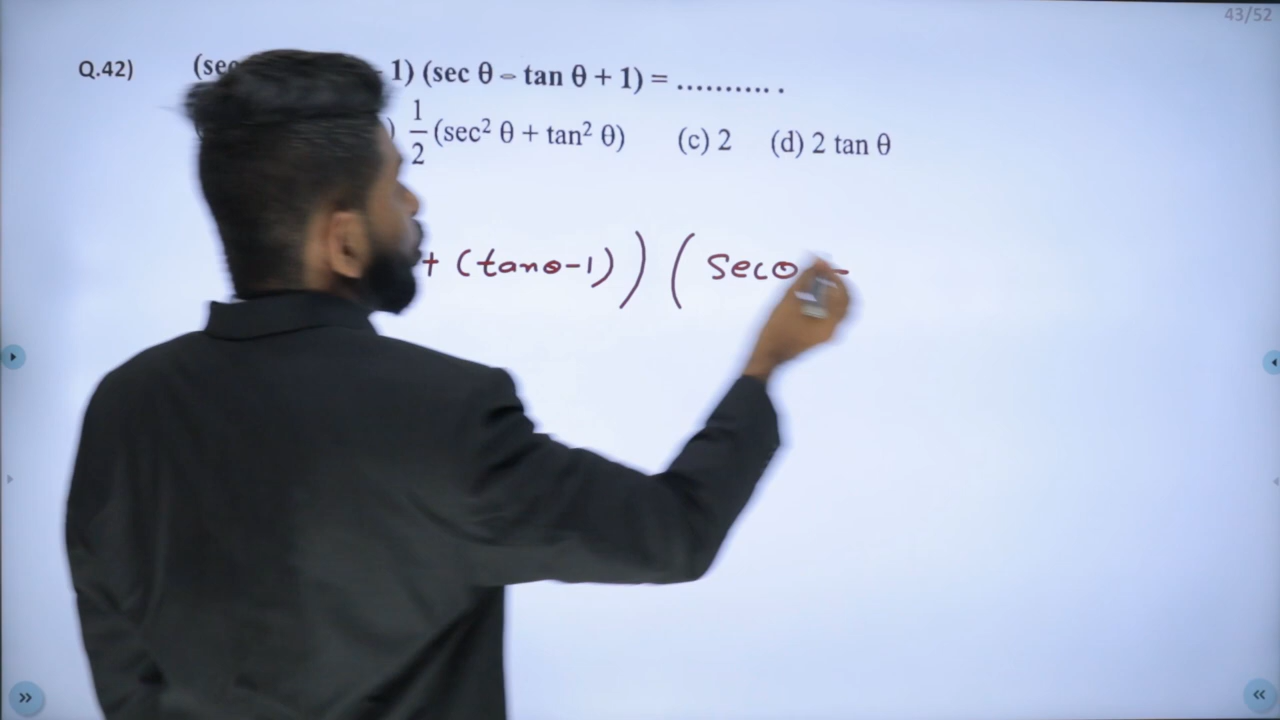 43/52
Q.42) (sec 1) (sec θ – tan θ + 1) = ...........
) 1/2 (sec² θ + tan² θ) (c) 2 (d) 2 tan θ
+ (tanθ-1)) (secθ -